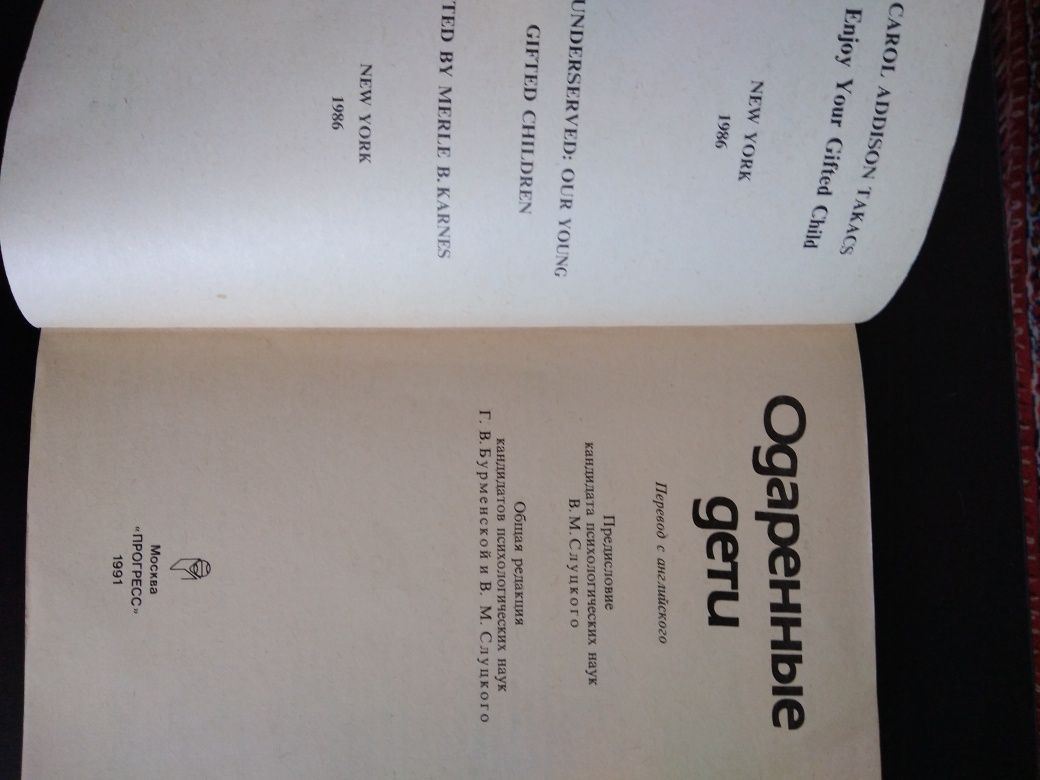 CAROL ADDISON TAKACS
Enjoy Your Gifted Child
NEW YORK
1986
UNDERSERVED: OUR YOUNG
GIFTED CHILDREN
TED BY MERLE B. KARNES
NEW YORK
1986
Одаренные
дети
Перевод с английского
Предисловие
кандидата психологических наук
В. М. Слуцкого
Общая редакция
кандидатов психологических наук
Г. В. Бурменской и В. М. Слуцкого
Москва
«ПРОГРЕСС»
1991